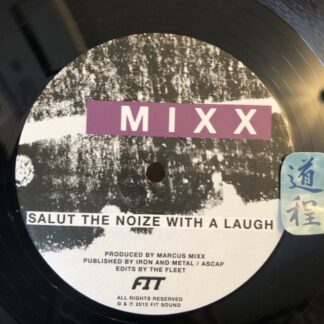 MIXX
SALUT THE NOIZE WITH A LAUGH
PRODUCED BY MARCUS MIXX
PUBLISHED BY IRON AND METAL / ASCAP
EDITS BY THE FLEET
FIT
ALL RIGHTS RESERVED
© & ℗ 2012 FIT SOUND
道程